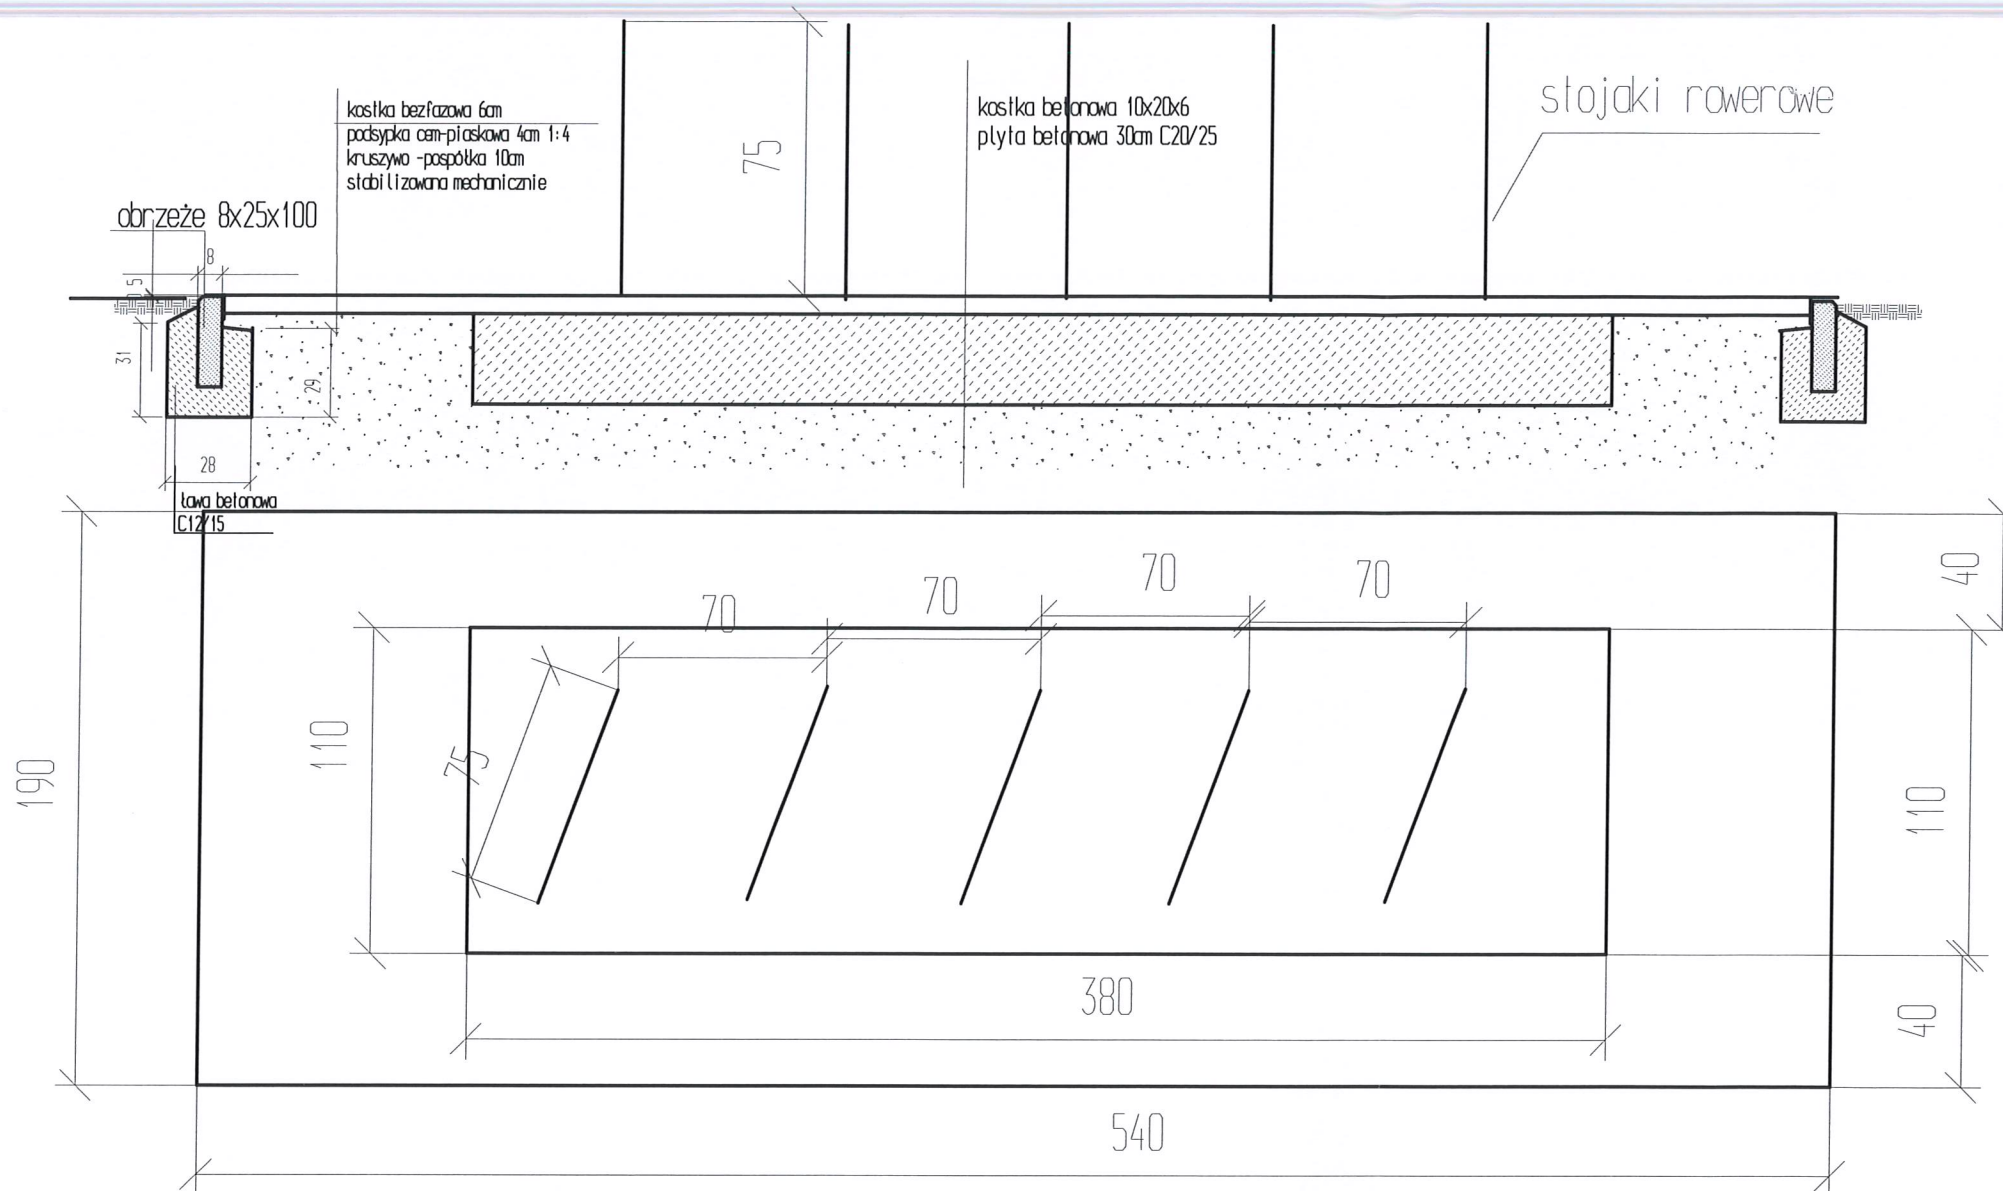 75
kostka bezfazowa 6cm
podsypka cem-piaskowa 4cm 1:4
kruszywo -pospółka 10cm
stabilizowana mechanicznie
kostka betonowa 10x20x6
plyta betonowa 30cm C20/25
stojaki rowerowe
obrzeże 8x25x100
8
5
31
29
28
ława betonowa
C12/15
70
70
70
70
40
75
110
190
110
380
40
540